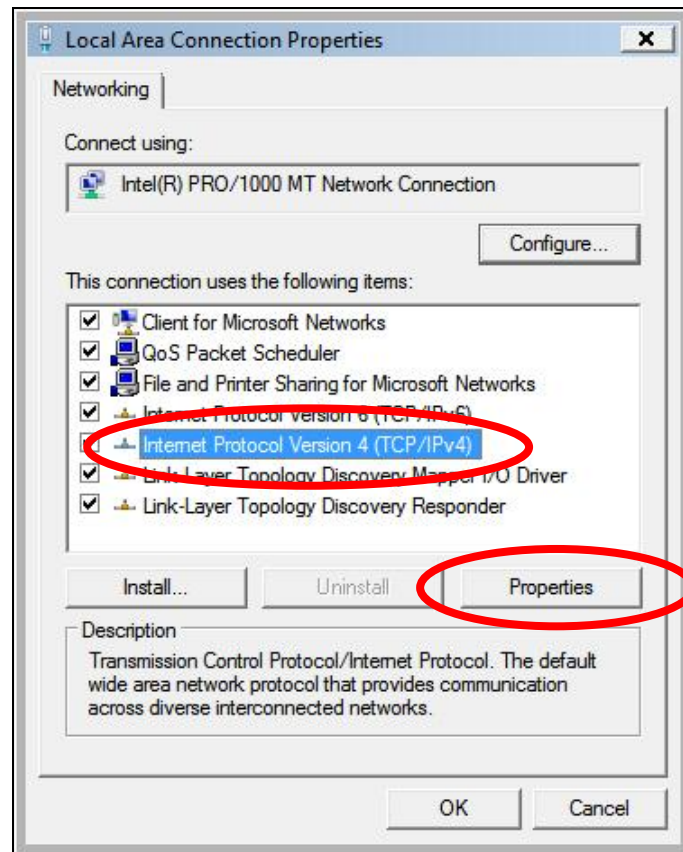 Local Area Connection Properties
Networking
Connect using:
Intel(R) PRO/1000 MT Network Connection
Configure...
This connection uses the following items:
Client for Microsoft Networks
QoS Packet Scheduler
File and Printer Sharing for Microsoft Networks
Internet Protocol Version 6 (TCP/IPv6)
Internet Protocol Version 4 (TCP/IPv4)
Link-Layer Topology Discovery Mapper I/O Driver
Link-Layer Topology Discovery Responder
Install...
Uninstall
Properties
Description
Transmission Control Protocol/Internet Protocol. The default
wide area network protocol that provides communication
across diverse interconnected networks.
OK
Cancel